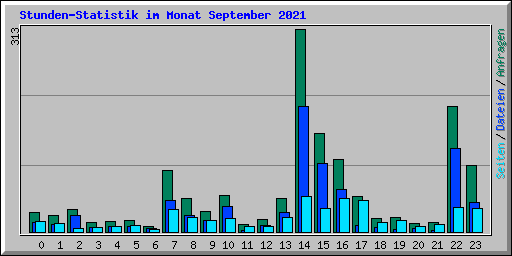 Stunden-Statistik im Monat September 2021
313
Seiten / Dateien / Anfragen
0 1 2 3 4 5 6 7 8 9 10 11 12 13 14 15 16 17 18 19 20 21 22 23